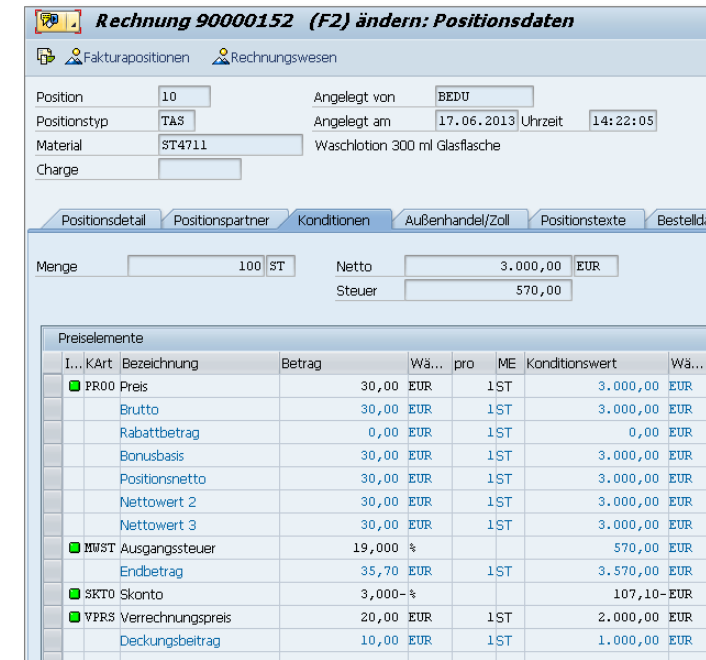 Rechnung 90000152 (F2) ändern: Positionsdaten
Fakturapositionen Rechnungswesen
Position 10 Angelegt von BEDU
Positionstyp TAS Angelegt am 17.06.2013 Uhrzeit 14:22:05
Material ST4711 Waschlotion 300 ml Glasflasche
Charge
Positionsdetail Positionspartner Konditionen Außenhandel/Zoll Positionstexte Bestelld
Menge 100 ST Netto 3.000,00 EUR
Steuer 570,00
Preiselemente
I... KArt Bezeichnung Betrag Wä... pro ME Konditionswert Wä...
PR00 Preis 30,00 EUR 1 ST 3.000,00 EUR
Brutto 30,00 EUR 1 ST 3.000,00 EUR
Rabattbetrag 0,00 EUR 1 ST 0,00 EUR
Bonusbasis 30,00 EUR 1 ST 3.000,00 EUR
Positionsnetto 30,00 EUR 1 ST 3.000,00 EUR
Nettowert 2 30,00 EUR 1 ST 3.000,00 EUR
Nettowert 3 30,00 EUR 1 ST 3.000,00 EUR
MWST Ausgangssteuer 19,000 % 570,00 EUR
Endbetrag 35,70 EUR 1 ST 3.570,00 EUR
SKTO Skonto 3,000- % 107,10- EUR
VPRS Verrechnungspreis 20,00 EUR 1 ST 2.000,00 EUR
Deckungsbeitrag 10,00 EUR 1 ST 1.000,00 EUR